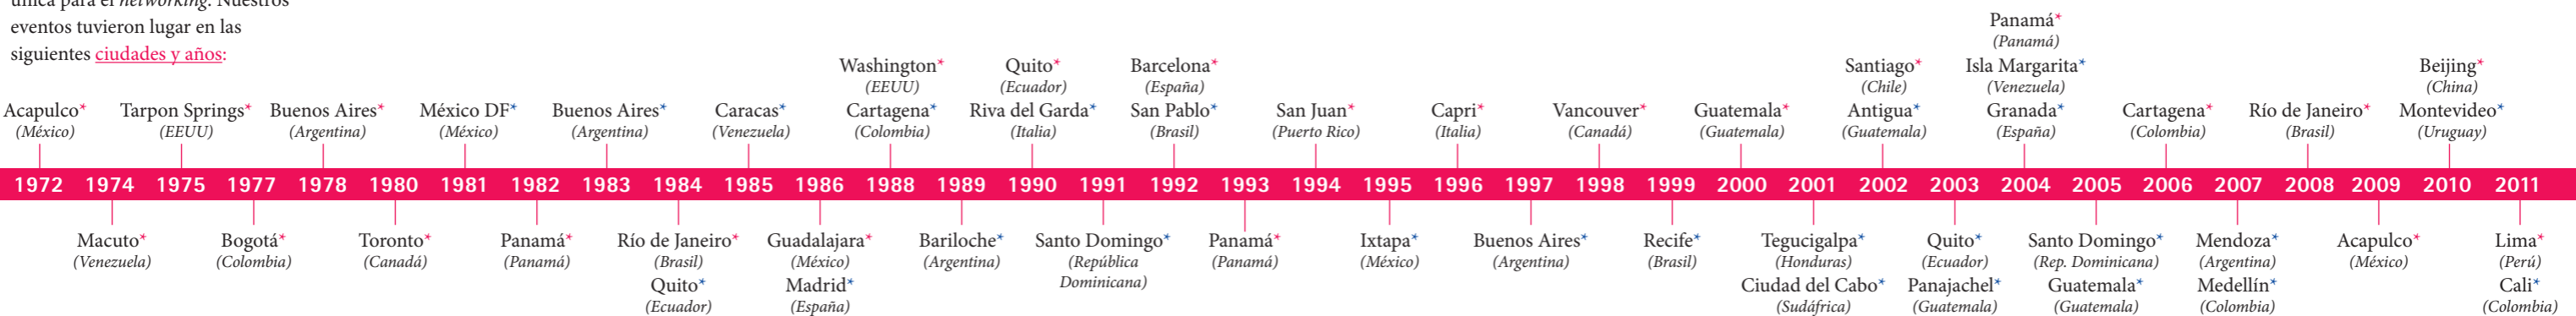 única para el networking. Nuestros
eventos tuvieron lugar en las
siguientes ciudades y años:
Panamá*
(Panamá)
Washington* Quito* Barcelona* Santiago* Isla Margarita* Beijing*
(EEUU) (Ecuador) (España) (Chile) (Venezuela) (China)
Acapulco* Tarpon Springs* Buenos Aires* México DF* Buenos Aires* Caracas* Cartagena* Riva del Garda* San Pablo* San Juan* Capri* Vancouver* Guatemala* Antigua* Granada* Cartagena* Río de Janeiro* Montevideo*
(México) (EEUU) (Argentina) (México) (Argentina) (Venezuela) (Colombia) (Italia) (Brasil) (Puerto Rico) (Italia) (Canadá) (Guatemala) (Guatemala) (España) (Colombia) (Brasil) (Uruguay)
1972 1974 1975 1977 1978 1980 1981 1982 1983 1984 1985 1986 1988 1989 1990 1991 1992 1993 1994 1995 1996 1997 1998 1999 2000 2001 2002 2003 2004 2005 2006 2007 2008 2009 2010 2011
Macuto* Bogotá* Toronto* Panamá* Río de Janeiro* Guadalajara* Bariloche* Santo Domingo* Panamá* Ixtapa* Buenos Aires* Recife* Tegucigalpa* Quito* Santo Domingo* Mendoza* Acapulco* Lima*
(Venezuela) (Colombia) (Canadá) (Panamá) (Brasil) (México) (Argentina) (República (Panamá) (México) (Argentina) (Brasil) (Honduras) (Ecuador) (Rep. Dominicana) (Argentina) (México) (Perú)
Quito* Madrid* Dominicana) Ciudad del Cabo* Panajachel* Guatemala* Medellín* Cali*
(Ecuador) (España) (Sudáfrica) (Guatemala) (Guatemala) (Colombia) (Colombia)